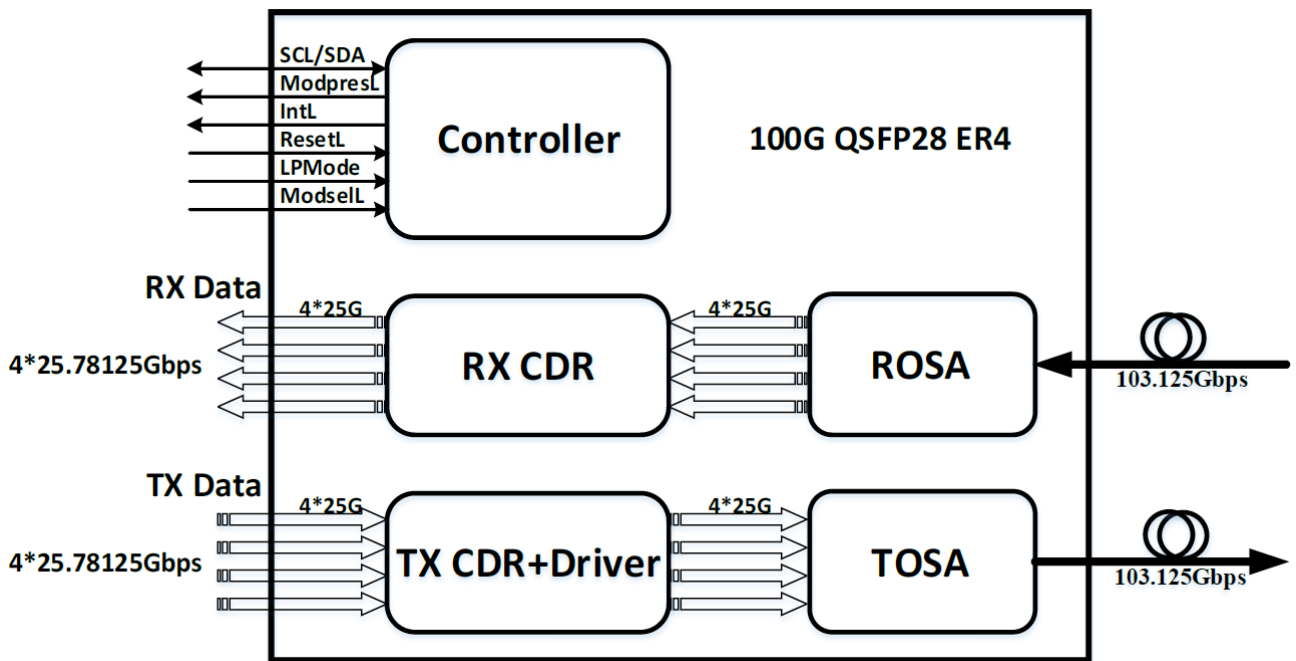 SCL/SDA
ModpresL
IntL
ResetL
LPMode
ModselL
Controller
100G QSFP28 ER4
RX Data
4*25G
4*25G
4*25.78125Gbps
RX CDR
ROSA
103.125Gbps
TX Data
4*25G
4*25G
4*25.78125Gbps
TX CDR+Driver
TOSA
103.125Gbps